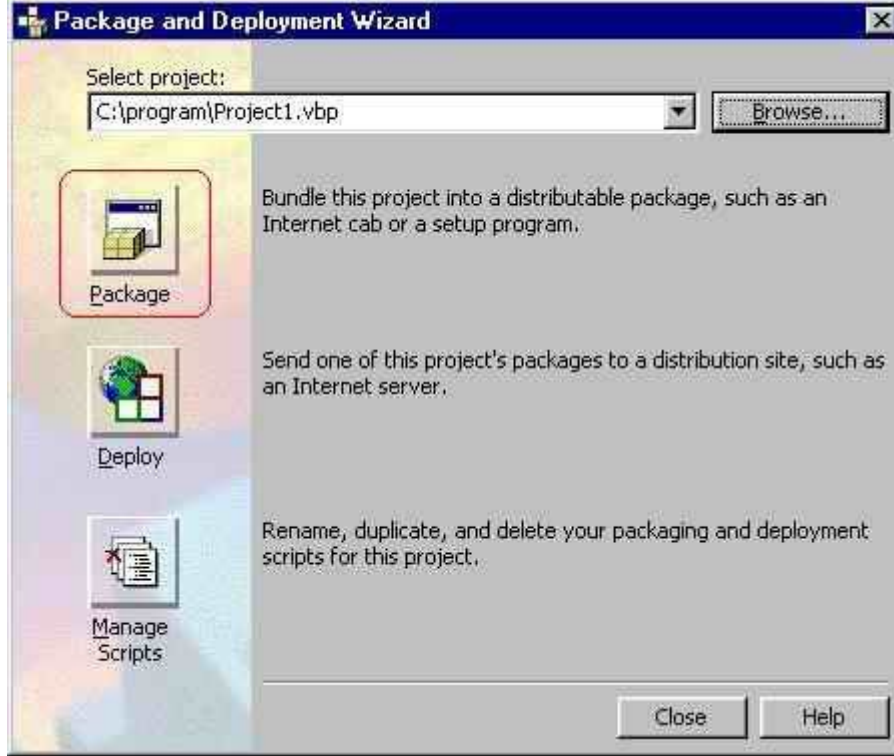 Package and Deployment Wizard
Select project:
C:\program\Project1.vbp
Browse...
Bundle this project into a distributable package, such as an
Internet cab or a setup program.
Package
Send one of this project's packages to a distribution site, such as
an Internet server.
Deploy
Rename, duplicate, and delete your packaging and deployment
scripts for this project.
Manage
Scripts
Close
Help